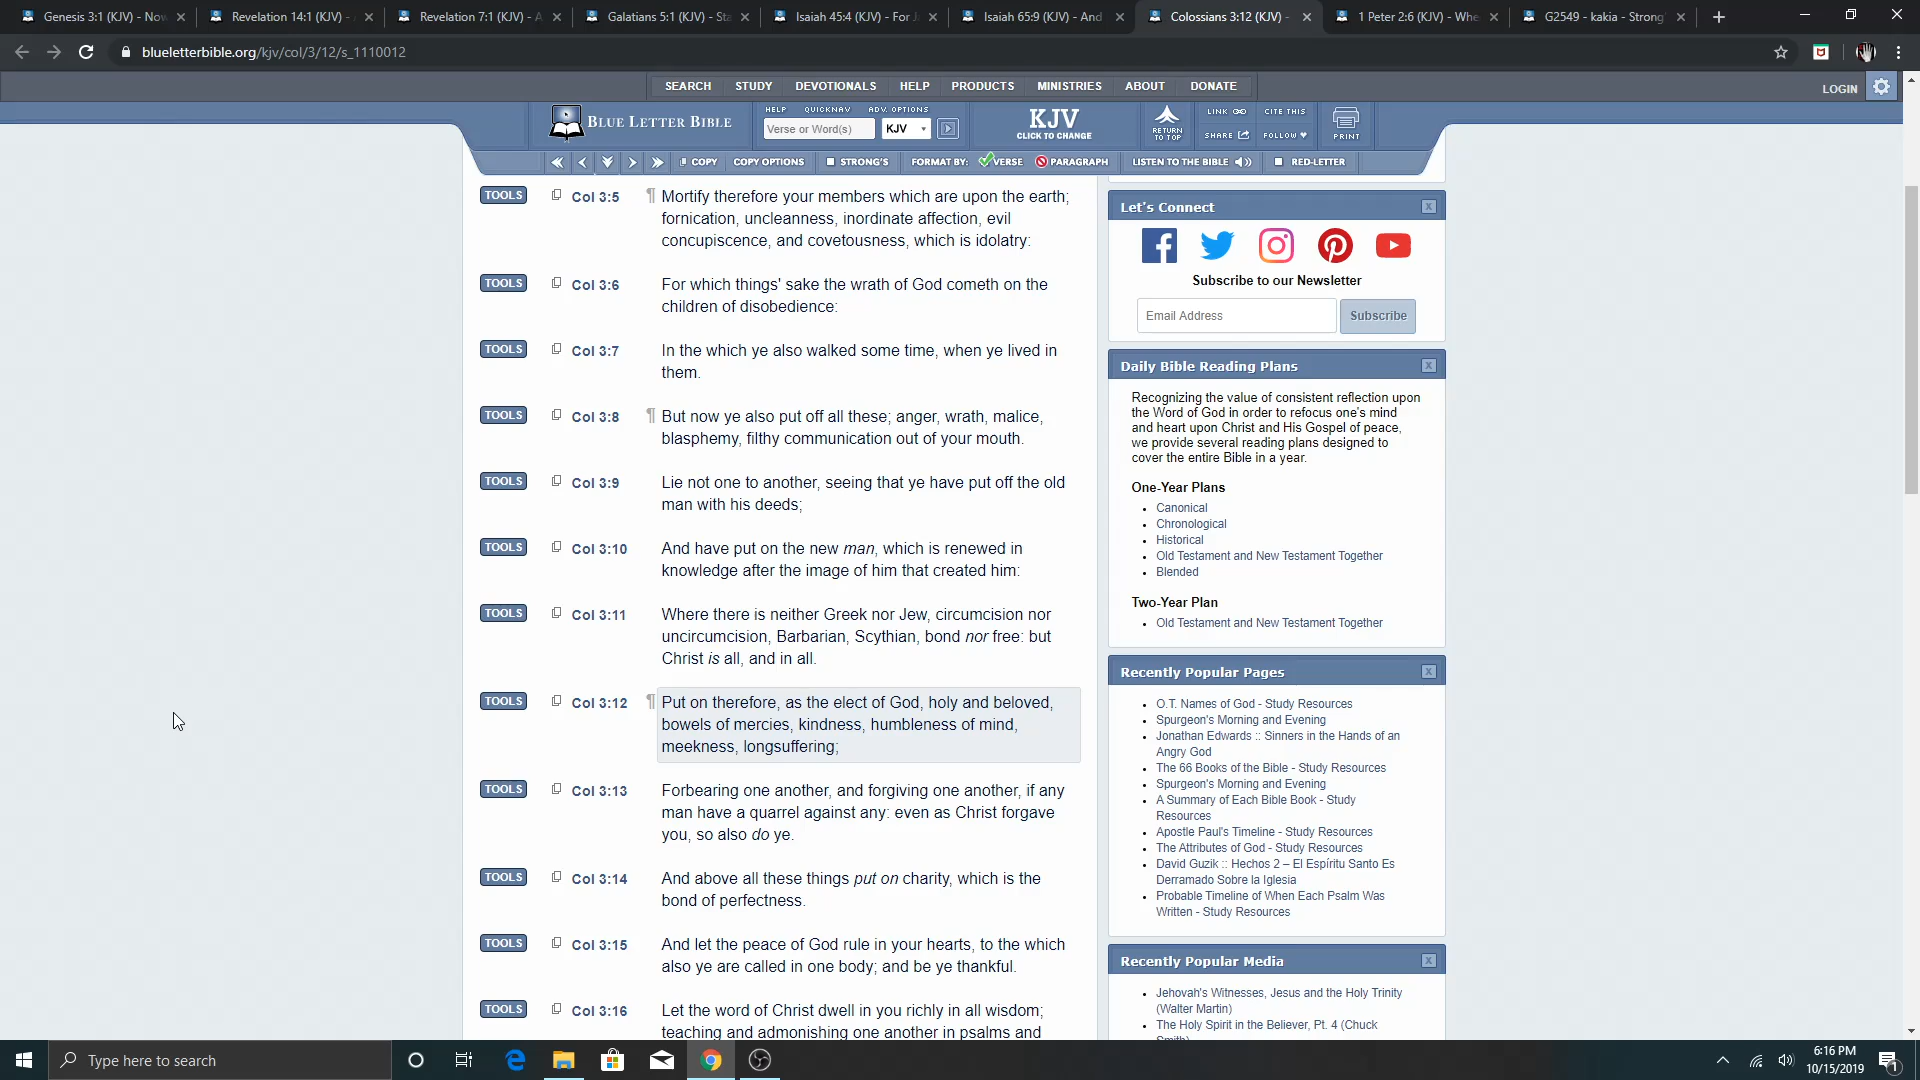 Genesis 3:1 (KJV) - Now
Revelation 14:1 (KJV) -
Revelation 7:1 (KJV) - A
Galatians 5:1 (KJV) - Sta
Isaiah 45:4 (KJV) - For J
Isaiah 65:9 (KJV) - And
Colossians 3:12 (KJV) -
1 Peter 2:6 (KJV) - Whe
G2549 - kakia - Strong'
blueletterbible.org/kjv/col/3/12/s_1110012
SEARCH STUDY DEVOTIONALS HELP PRODUCTS MINISTRIES ABOUT DONATE
LOGIN
BLUE LETTER BIBLE
HELP QUICKNAV ADV. OPTIONS
Verse or Word(s) KJV
KJV
CLICK TO CHANGE
RETURN
TO TOP
LINK CITE THIS
SHARE FOLLOW
PRINT
COPY COPY OPTIONS STRONG'S FORMAT BY: VERSE PARAGRAPH LISTEN TO THE BIBLE RED-LETTER
TOOLS Col 3:5 ¶ Mortify therefore your members which are upon the earth;
fornication, uncleanness, inordinate affection, evil
concupiscence, and covetousness, which is idolatry:
TOOLS Col 3:6 For which things' sake the wrath of God cometh on the
children of disobedience:
TOOLS Col 3:7 In the which ye also walked some time, when ye lived in
them.
TOOLS Col 3:8 ¶ But now ye also put off all these; anger, wrath, malice,
blasphemy, filthy communication out of your mouth.
TOOLS Col 3:9 Lie not one to another, seeing that ye have put off the old
man with his deeds;
TOOLS Col 3:10 And have put on the new man, which is renewed in
knowledge after the image of him that created him:
TOOLS Col 3:11 Where there is neither Greek nor Jew, circumcision nor
uncircumcision, Barbarian, Scythian, bond nor free: but
Christ is all, and in all.
TOOLS Col 3:12 ¶ Put on therefore, as the elect of God, holy and beloved,
bowels of mercies, kindness, humbleness of mind,
meekness, longsuffering;
TOOLS Col 3:13 Forbearing one another, and forgiving one another, if any
man have a quarrel against any: even as Christ forgave
you, so also do ye.
TOOLS Col 3:14 And above all these things put on charity, which is the
bond of perfectness.
TOOLS Col 3:15 And let the peace of God rule in your hearts, to the which
also ye are called in one body; and be ye thankful.
TOOLS Col 3:16 Let the word of Christ dwell in you richly in all wisdom;
teaching and admonishing one another in psalms and
Let's Connect
Subscribe to our Newsletter
Email Address Subscribe
Daily Bible Reading Plans
Recognizing the value of consistent reflection upon
the Word of God in order to refocus one's mind
and heart upon Christ and His Gospel of peace,
we provide several reading plans designed to
cover the entire Bible in a year.
One-Year Plans
Canonical
Chronological
Historical
Old Testament and New Testament Together
Blended
Two-Year Plan
Old Testament and New Testament Together
Recently Popular Pages
O.T. Names of God - Study Resources
Spurgeon's Morning and Evening
Jonathan Edwards :: Sinners in the Hands of an
Angry God
The 66 Books of the Bible - Study Resources
Spurgeon's Morning and Evening
A Summary of Each Bible Book - Study
Resources
Apostle Paul's Timeline - Study Resources
The Attributes of God - Study Resources
David Guzik :: Hechos 2 – El Espíritu Santo Es
Derramado Sobre la Iglesia
Probable Timeline of When Each Psalm Was
Written - Study Resources
Recently Popular Media
Jehovah's Witnesses, Jesus and the Holy Trinity
(Walter Martin)
The Holy Spirit in the Believer, Pt. 4 (Chuck
Smith)
Type here to search
6:16 PM
10/15/2019
1